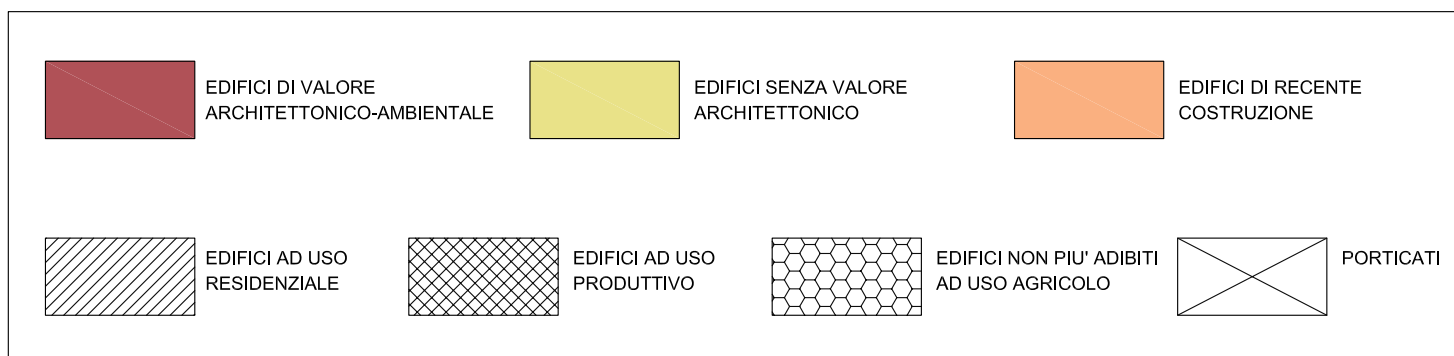 EDIFICI DI VALORE
ARCHITETTONICO-AMBIENTALE
EDIFICI SENZA VALORE
ARCHITETTONICO
EDIFICI DI RECENTE
COSTRUZIONE
EDIFICI AD USO
RESIDENZIALE
EDIFICI AD USO
PRODUTTIVO
EDIFICI NON PIU' ADIBITI
AD USO AGRICOLO
PORTICATI